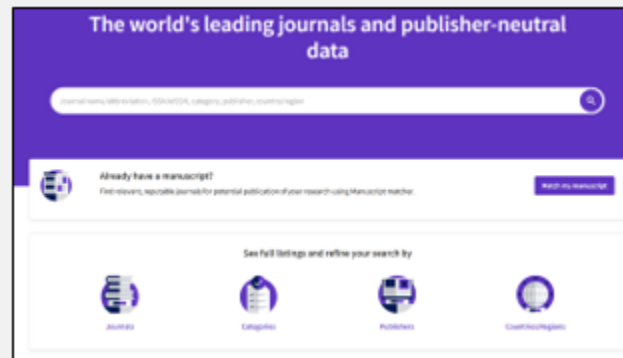 The world's leading journals and publisher-neutral
data
Journal name/abbreviation, ISSN/eISSN, category, publisher, country/region
Already have a manuscript?
Find relevant, reputable journals for potential publication of your research using Manuscript matcher.
Match my manuscript
See full listings and refine your search by
Journals
Categories
Publishers
Countries/Regions